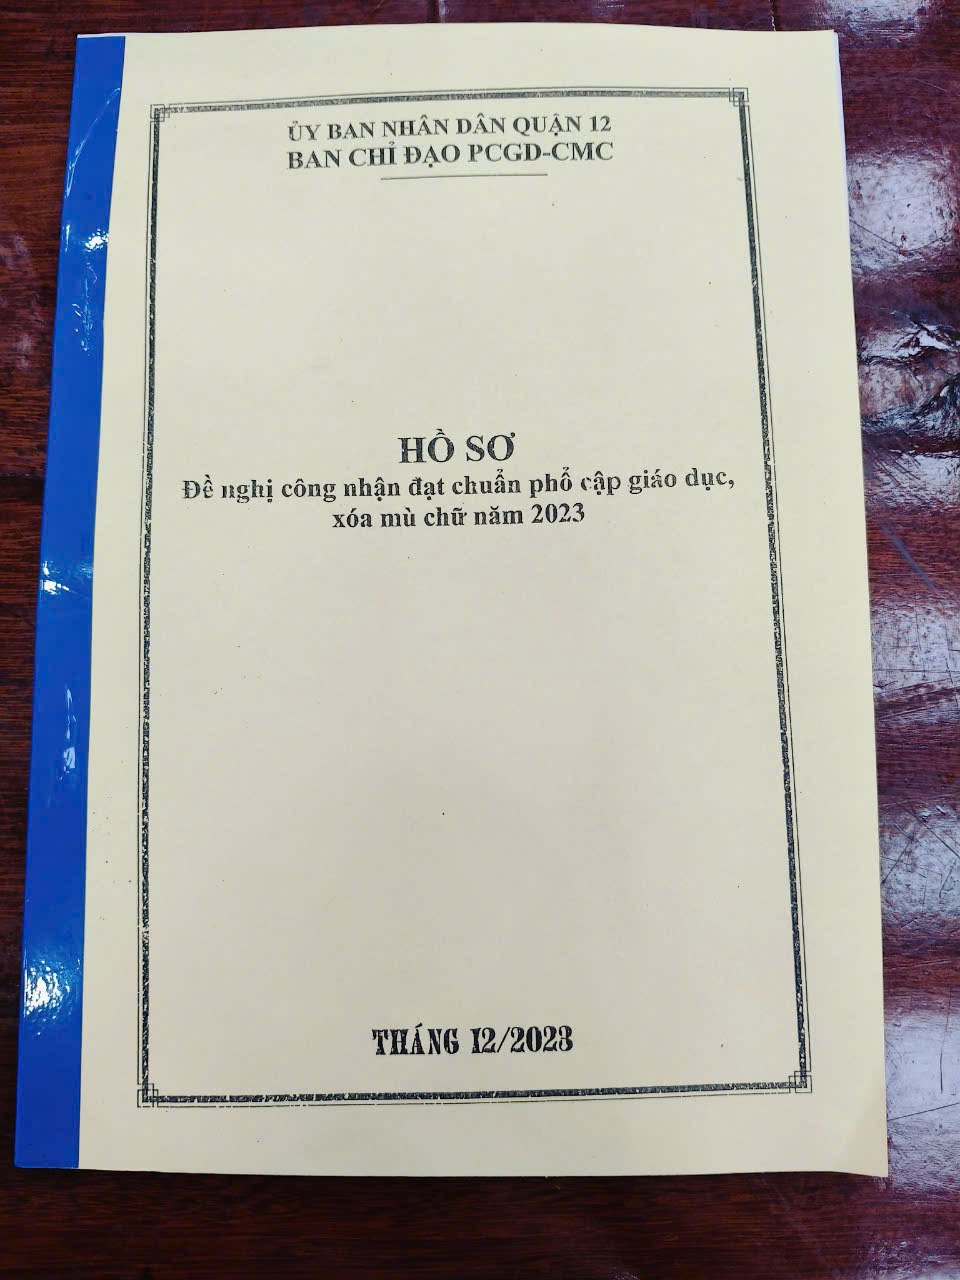 ỦY BAN NHÂN DÂN QUẬN 12
BAN CHỈ ĐẠO PCGD-CMC
HỒ SƠ
Đề nghị công nhận đạt chuẩn phổ cập giáo dục,
xóa mù chữ năm 2023
THÁNG 12/2023